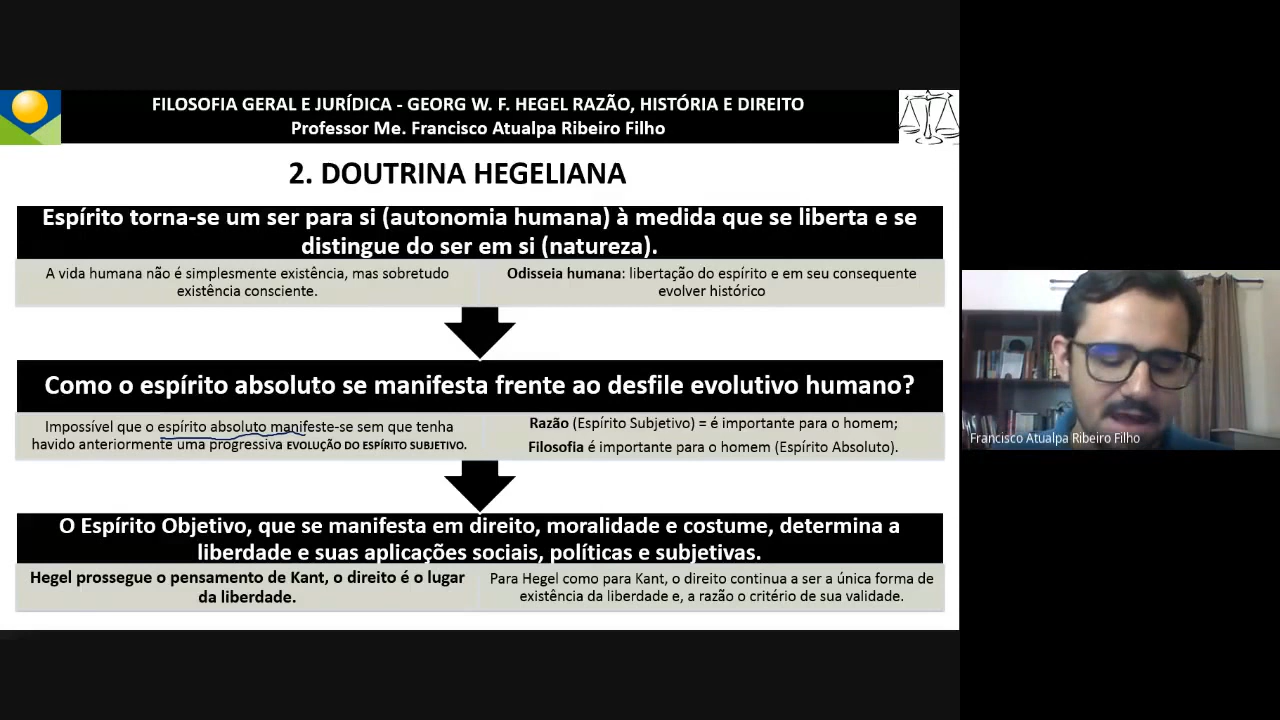 FILOSOFIA GERAL E JURÍDICA - GEORG W. F. HEGEL RAZÃO, HISTÓRIA E DIREITO
Professor Me. Francisco Atualpa Ribeiro Filho
2. DOUTRINA HEGELIANA
Espírito torna-se um ser para si (autonomia humana) à medida que se liberta e se
distingue do ser em si (natureza).
A vida humana não é simplesmente existência, mas sobretudo
existência consciente.
Odisseia humana: libertação do espírito e em seu consequente
evolver histórico
Como o espírito absoluto se manifesta frente ao desfile evolutivo humano?
Impossível que o espírito absoluto manifeste-se sem que tenha
havido anteriormente uma progressiva EVOLUÇÃO DO ESPÍRITO SUBJETIVO.
Razão (Espírito Subjetivo) = é importante para o homem;
Filosofia é importante para o homem (Espírito Absoluto).
O Espírito Objetivo, que se manifesta em direito, moralidade e costume, determina a
liberdade e suas aplicações sociais, políticas e subjetivas.
Hegel prossegue o pensamento de Kant, o direito é o lugar
da liberdade.
Para Hegel como para Kant, o direito continua a ser a única forma de
existência da liberdade e, a razão o critério de sua validade.
Francisco Atualpa Ribeiro Filho